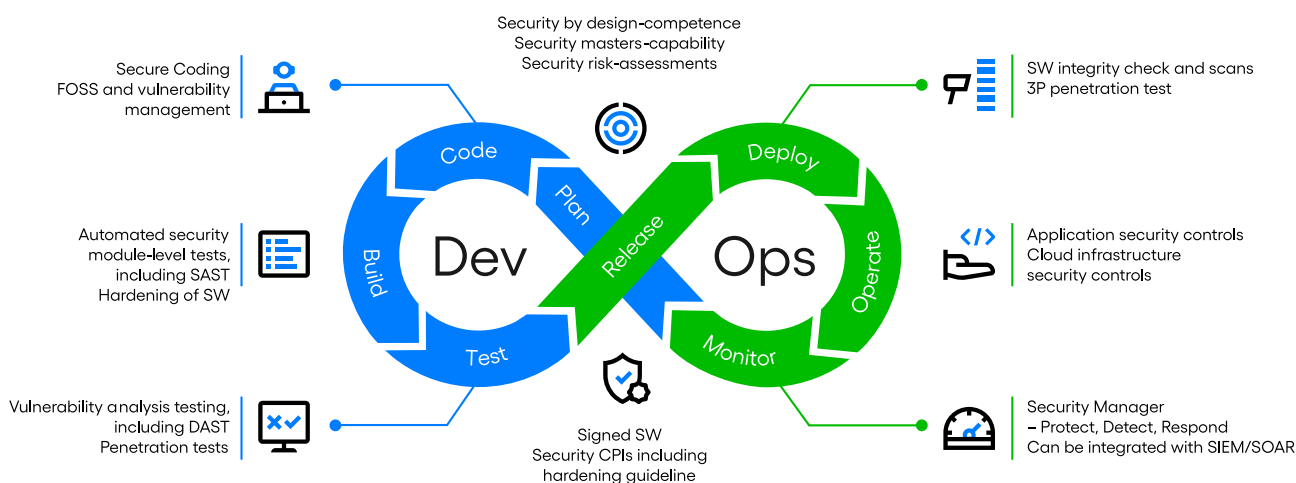 Security by design-competence
Security masters-capability
Security risk-assessments
Secure Coding
FOSS and vulnerability
management
SW integrity check and scans
3P penetration test
Code
Deploy
Plan
Release
Build
Operate
Dev
Ops
Automated security
module-level tests,
including SAST
Hardening of SW
</>
Application security controls
Cloud infrastructure
security controls
Test
Monitor
Vulnerability analysis testing,
including DAST
Penetration tests
Signed SW
Security CPIs including
hardening guideline
Security Manager
– Protect, Detect, Respond
Can be integrated with SIEM/SOAR